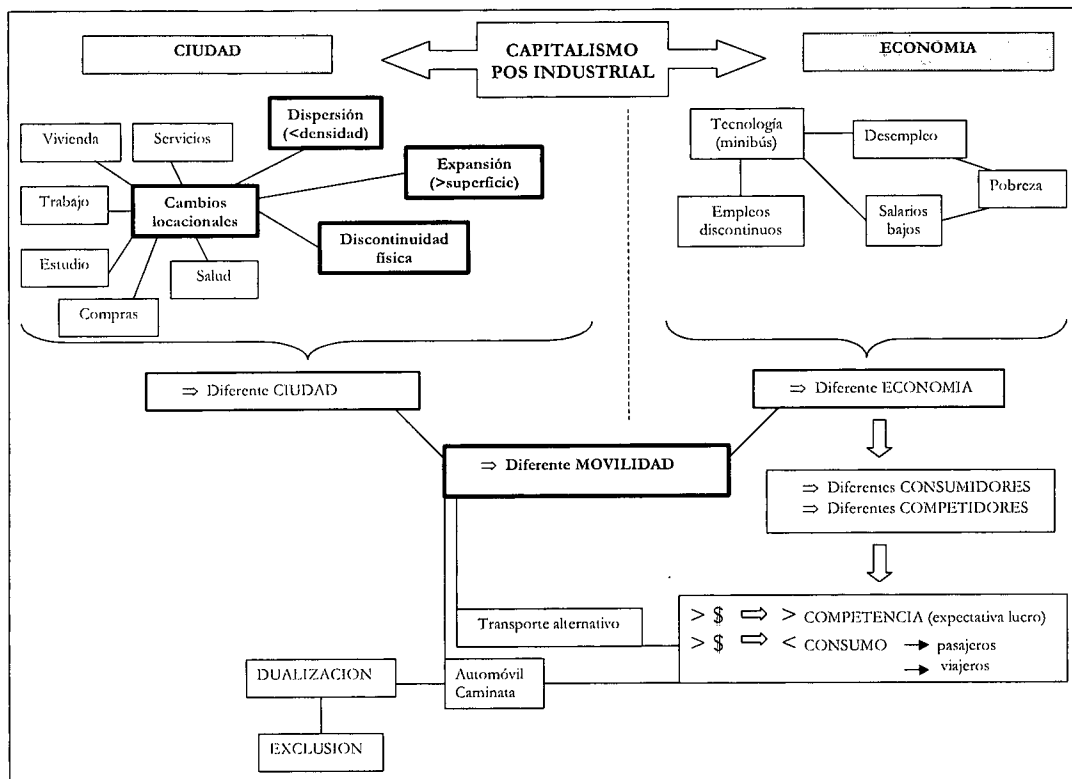 CIUDAD
CAPITALISMO
POS INDUSTRIAL
ECONOMIA
Vivienda
Servicios
Dispersión
(<densidad)
Expansión
(>superficie)
Trabajo
Cambios
locacionales
Discontinuidad
física
Estudio
Salud
Compras
Tecnología
(minibús)
Desempleo
Pobreza
Empleos
discontinuos
Salarios
bajos
⇒ Diferente CIUDAD
⇒ Diferente ECONOMIA
⇒ Diferente MOVILIDAD
⇒ Diferentes CONSUMIDORES
⇒ Diferentes COMPETIDORES
Transporte alternativo
> $ ⇨ > COMPETENCIA (expectativa lucro)
> $ ⇨ < CONSUMO → pasajeros
→ viajeros
DUALIZACION
Automóvil
Caminata
EXCLUSION